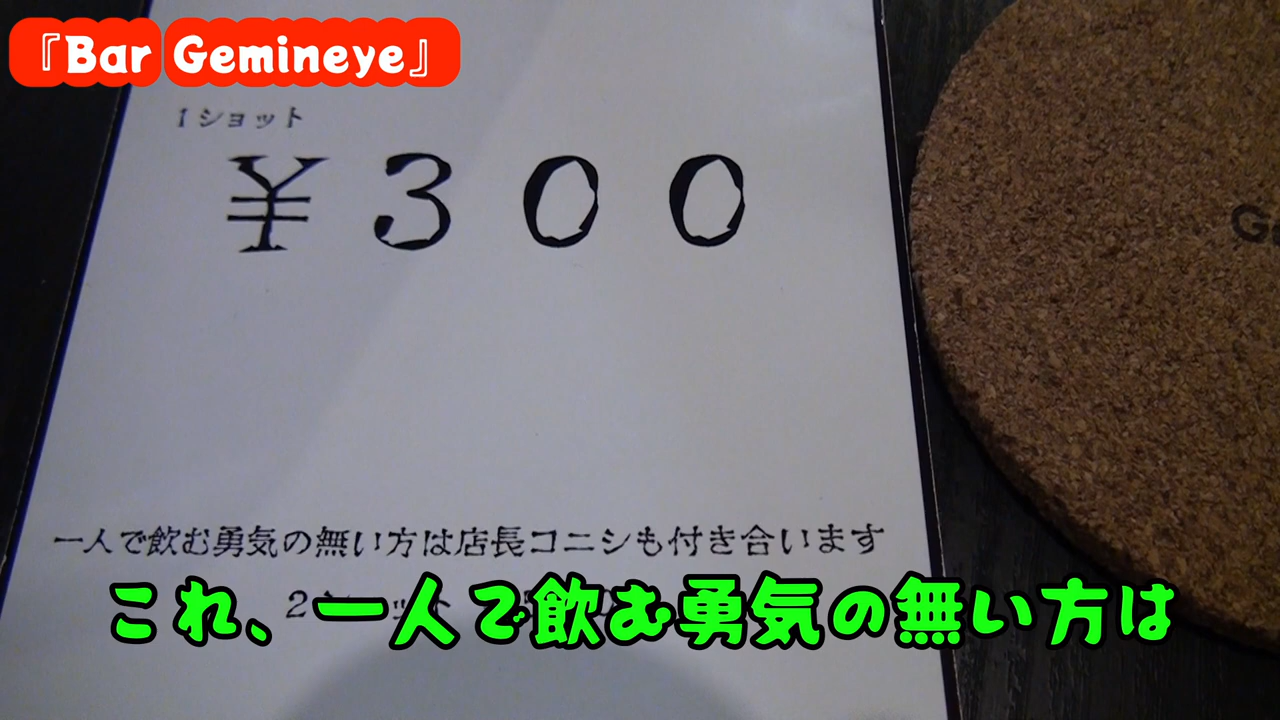 『Bar Gemineye』
1ショット
¥300
一人で飲む勇気の無い方は店長コニシも付き合います
これ、一人で飲む勇気の無い方は